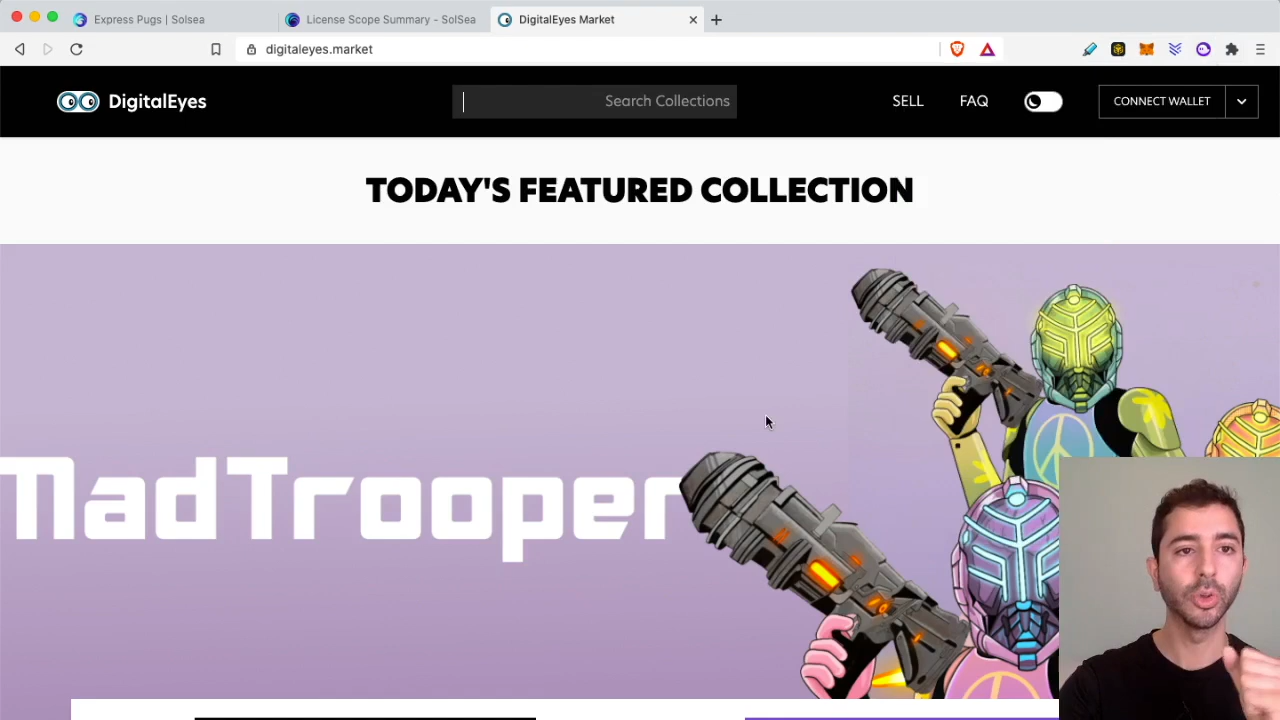 Express Pugs | Solsea
License Scope Summary - SolSea
DigitalEyes Market
digitaleyes.market
DigitalEyes
Search Collections
SELL
FAQ
CONNECT WALLET
TODAY'S FEATURED COLLECTION
MadTrooper